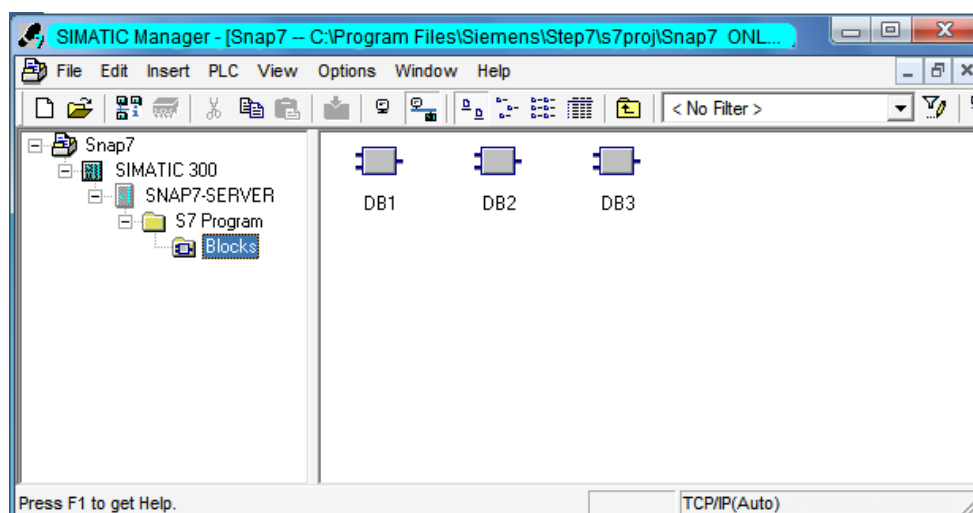 SIMATIC Manager - [Snap7 -- C:\Program Files\Siemens\Step7\s7proj\Snap7 ONL...
File Edit Insert PLC View Options Window Help
< No Filter >
Snap7
SIMATIC 300
SNAP7-SERVER
S7 Program
Blocks
DB1 DB2 DB3
Press F1 to get Help.
TCP/IP(Auto)